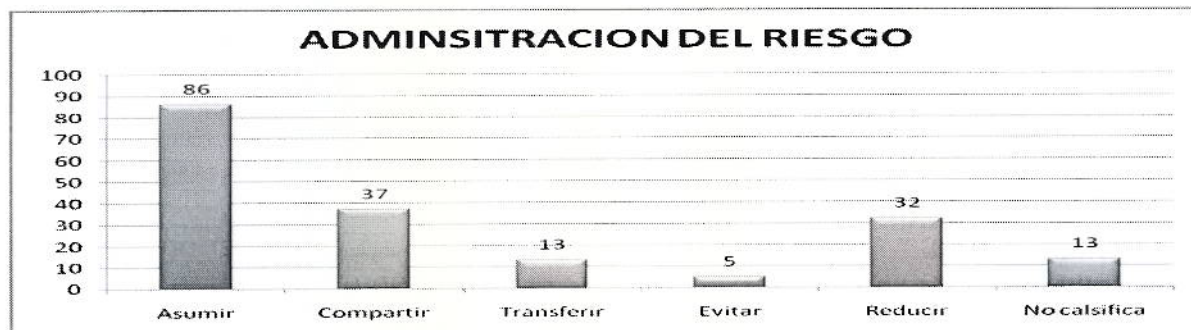 ADMINSITRACION DEL RIESGO
100
90
80
70
60
50
40
30
20
10
0
86
37
13
5
32
13
Asumir
Compartir
Transferir
Evitar
Reducir
No calsifica